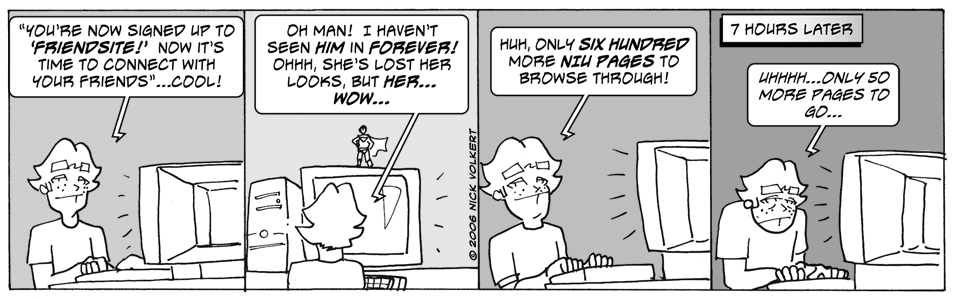 "YOU'RE NOW SIGNED UP TO
'FRIENDSITE!' NOW IT'S
TIME TO CONNECT WITH
YOUR FRIENDS"...COOL!
OH MAN! I HAVEN'T
SEEN HIM IN FOREVER!
OHHH, SHE'S LOST HER
LOOKS, BUT HER...
WOW...
© 2006 NICK VOLKERT
HUH, ONLY SIX HUNDRED
MORE NIU PAGES TO
BROWSE THROUGH!
7 HOURS LATER
UHHHH...ONLY 50
MORE PAGES TO
GO...